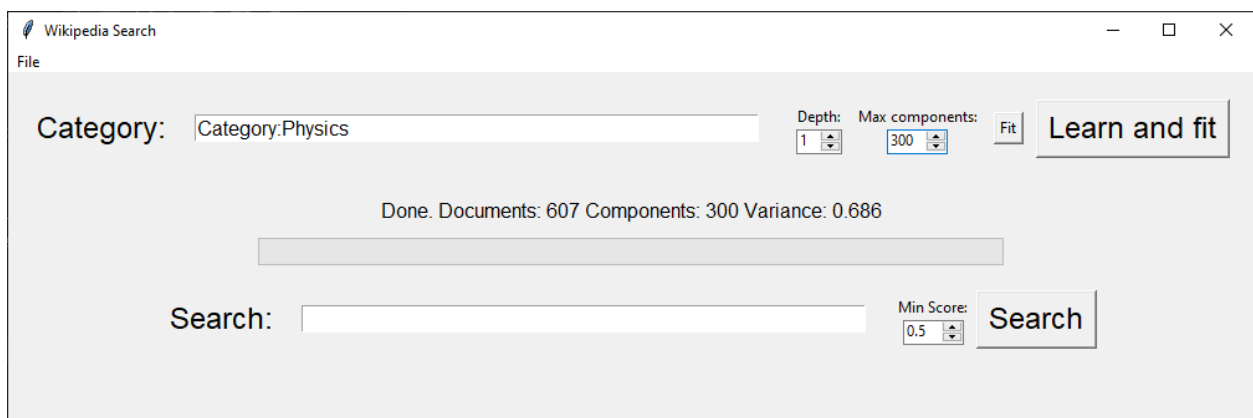 Wikipedia Search
File
Depth: Max components:
Category: Category:Physics 1 300 Fit Learn and fit
Done. Documents: 607 Components: 300 Variance: 0.686
Min Score:
Search: 0.5 Search